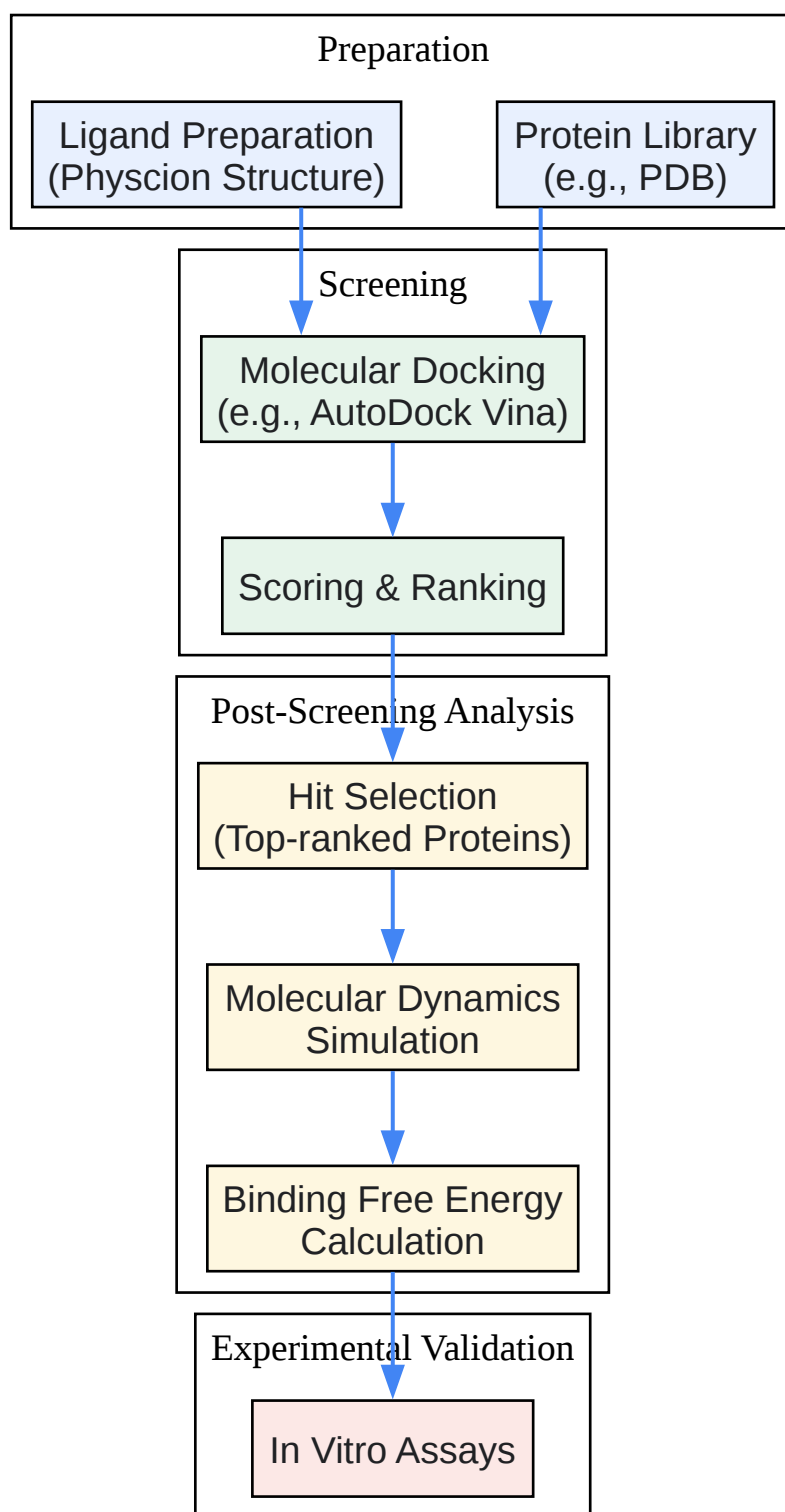 Preparation
Ligand Preparation
(Physcion Structure)
Protein Library
(e.g., PDB)
Screening
Molecular Docking
(e.g., AutoDock Vina)
Scoring & Ranking
Post-Screening Analysis
Hit Selection
(Top-ranked Proteins)
Molecular Dynamics
Simulation
Binding Free Energy
Calculation
Experimental Validation
In Vitro Assays